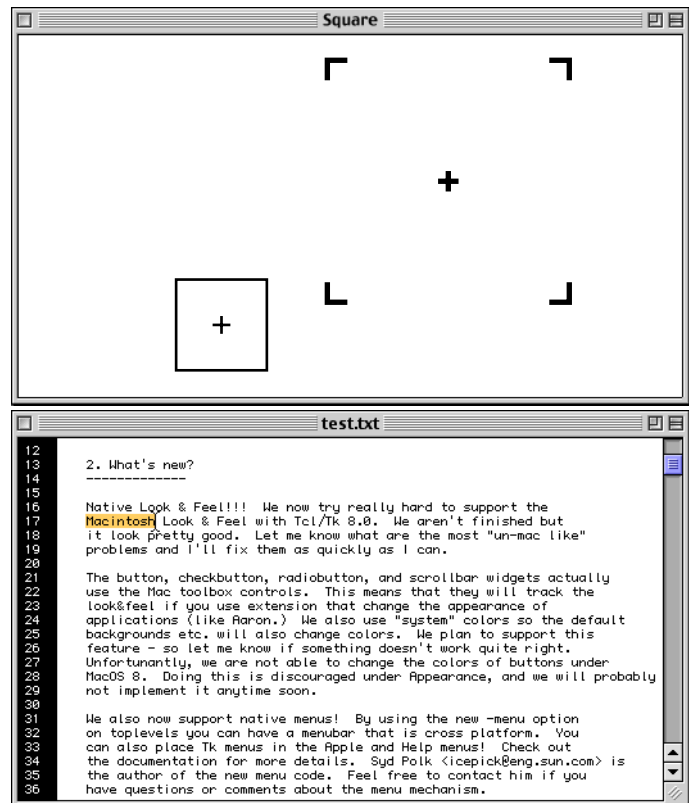 Square
test.txt
12
13 2. What's new?
14 -------------
15
16 Native Look & Feel!!!  We now try really hard to support the
17 Macintosh Look & Feel with Tcl/Tk 8.0.  We aren't finished but
18 it look pretty good.  Let me know what are the most "un-mac like"
19 problems and I'll fix them as quickly as I can.
20
21 The button, checkbutton, radiobutton, and scrollbar widgets actually
22 use the Mac toolbox controls.  This means that they will track the
23 look&feel if you use extension that change the appearance of
24 applications (like Aaron.)  We also use "system" colors so the default
25 backgrounds etc. will also change colors.  We plan to support this
26 feature - so let me know if something doesn't work quite right.
27 Unfortunantly, we are not able to change the colors of buttons under
28 MacOS 8.  Doing this is discouraged under Appearance, and we will probably
29 not implement it anytime soon.
30
31 We also now support native menus!  By using the new -menu option
32 on toplevels you can have a menubar that is cross platform.  You
33 can also place Tk menus in the Apple and Help menus!  Check out
34 the documentation for more details.  Syd Polk <icepick@eng.sun.com> is
35 the author of the new menu code.  Feel free to contact him if you
36 have questions or comments about the menu mechanism.